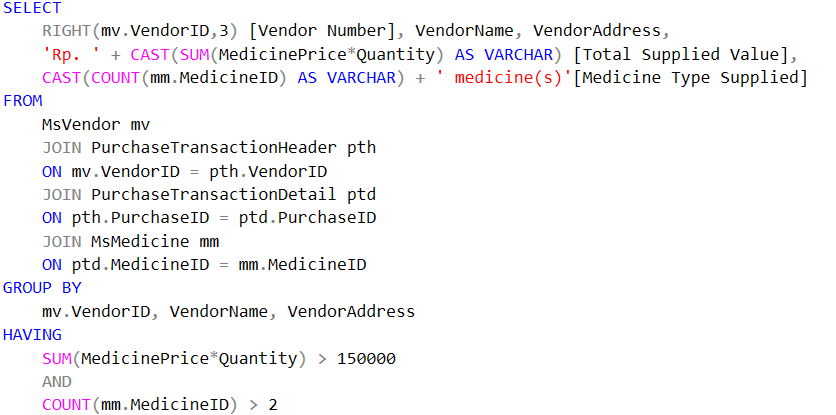 SELECT
    RIGHT(mv.VendorID,3) [Vendor Number], VendorName, VendorAddress,
    'Rp. ' + CAST(SUM(MedicinePrice*Quantity) AS VARCHAR) [Total Supplied Value],
    CAST(COUNT(mm.MedicineID) AS VARCHAR) + ' medicine(s)'[Medicine Type Supplied]
FROM
    MsVendor mv
    JOIN PurchaseTransactionHeader pth
    ON mv.VendorID = pth.VendorID
    JOIN PurchaseTransactionDetail ptd
    ON pth.PurchaseID = ptd.PurchaseID
    JOIN MsMedicine mm
    ON ptd.MedicineID = mm.MedicineID
GROUP BY
    mv.VendorID, VendorName, VendorAddress
HAVING
    SUM(MedicinePrice*Quantity) > 150000
    AND
    COUNT(mm.MedicineID) > 2